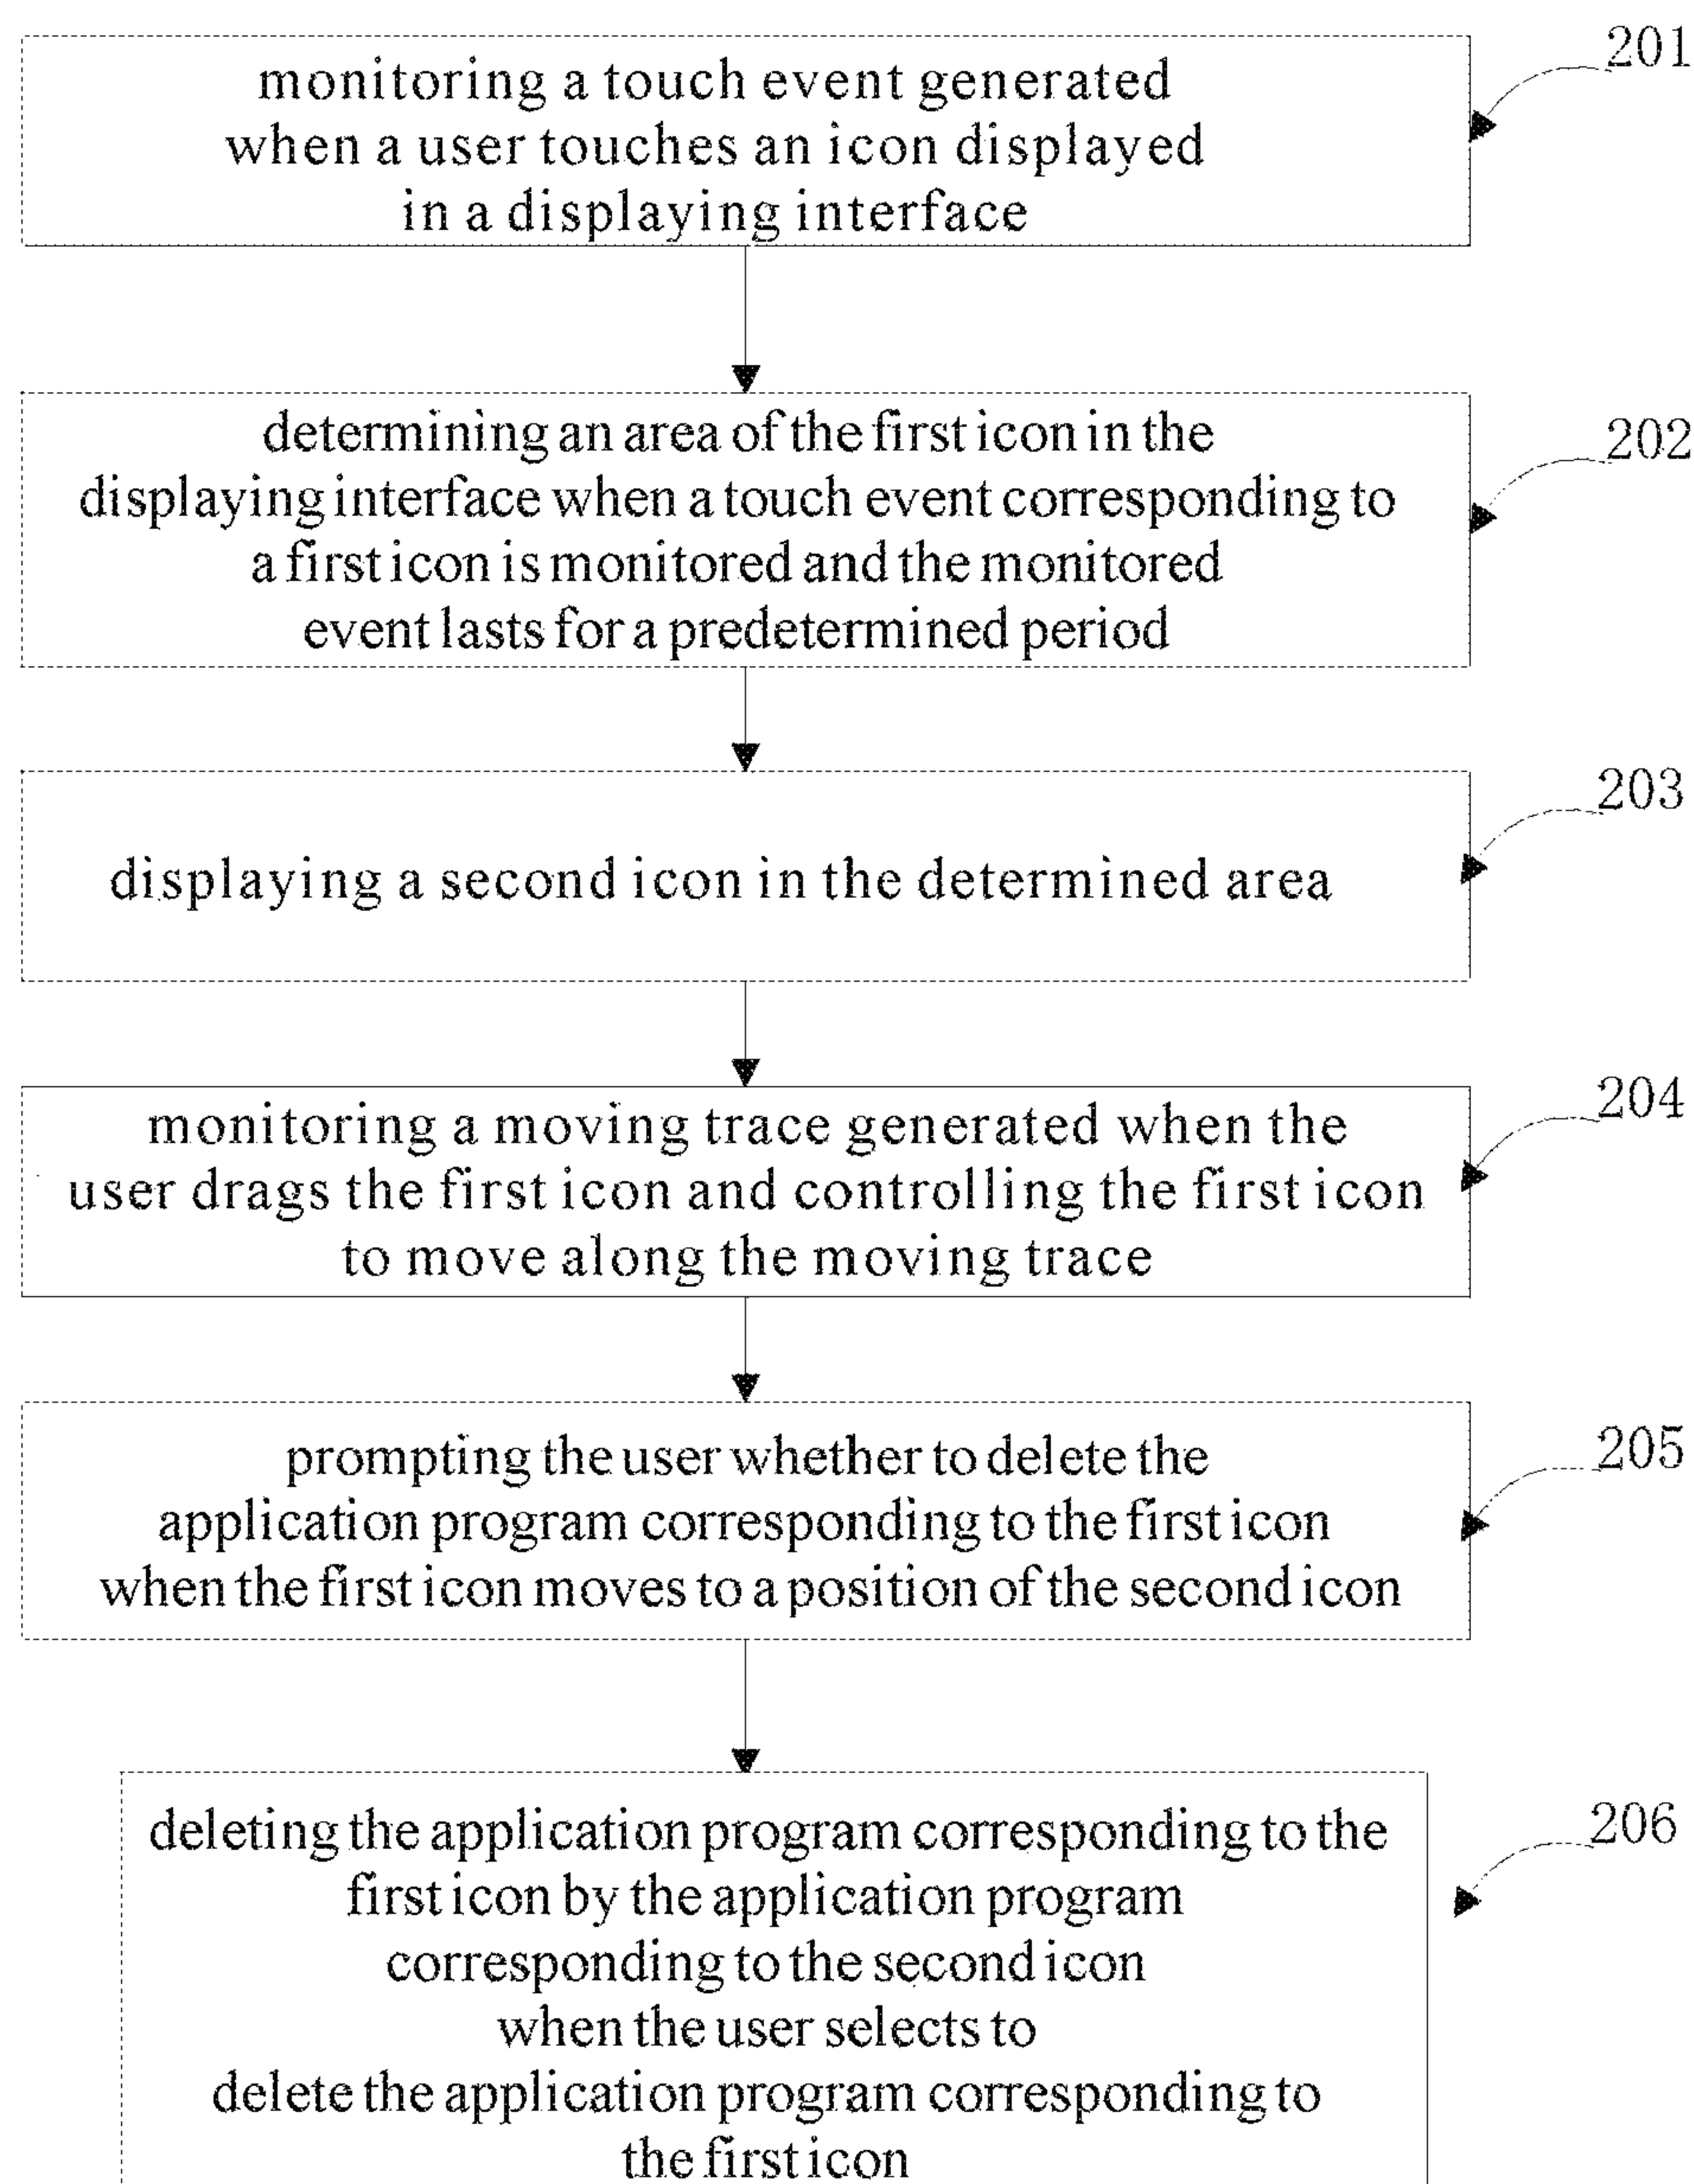 monitoring a touch event generated
when a user touches an icon displayed
in a displaying interface
201
determining an area of the first icon in the
displaying interface when a touch event corresponding to
a first icon is monitored and the monitored
event lasts for a predetermined period
202
displaying a second icon in the determined area
203
monitoring a moving trace generated when the
user drags the first icon and controlling the first icon
to move along the moving trace
204
prompting the user whether to delete the
application program corresponding to the first icon
when the first icon moves to a position of the second icon
205
deleting the application program corresponding to the
first icon by the application program
corresponding to the second icon
when the user selects to
delete the application program corresponding to
the first icon
206